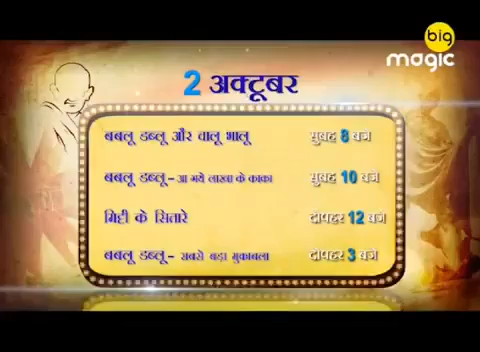 big
magic
2 अक्टूबर
बबलू डब्लू और चालू भालू सुबह 8 बजे
बबलू डब्लू - आ गये लाखा के काका सुबह 10 बजे
मिट्टी के सितारे दोपहर 12 बजे
बबलू डब्लू - सबसे बड़ा मुकाबला दोपहर 3 बजे